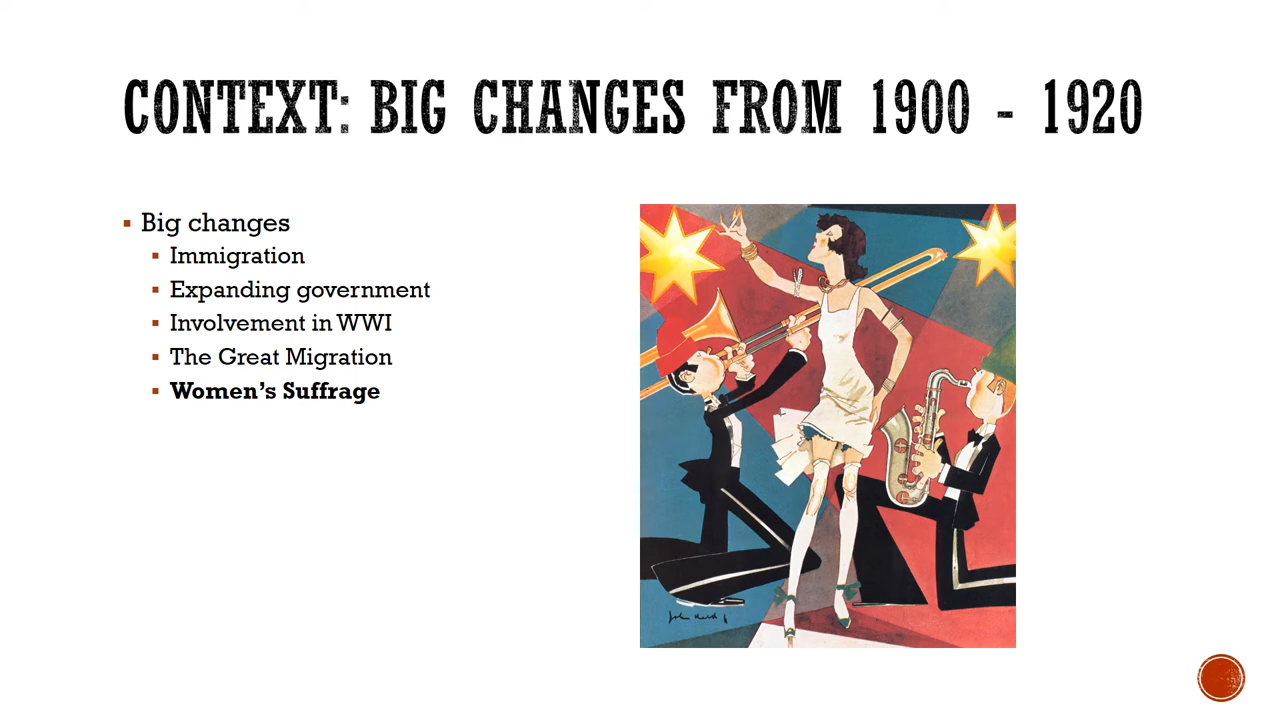 CONTEXT: BIG CHANGES FROM 1900 - 1920
Big changes
Immigration
Expanding government
Involvement in WWI
The Great Migration
Women's Suffrage